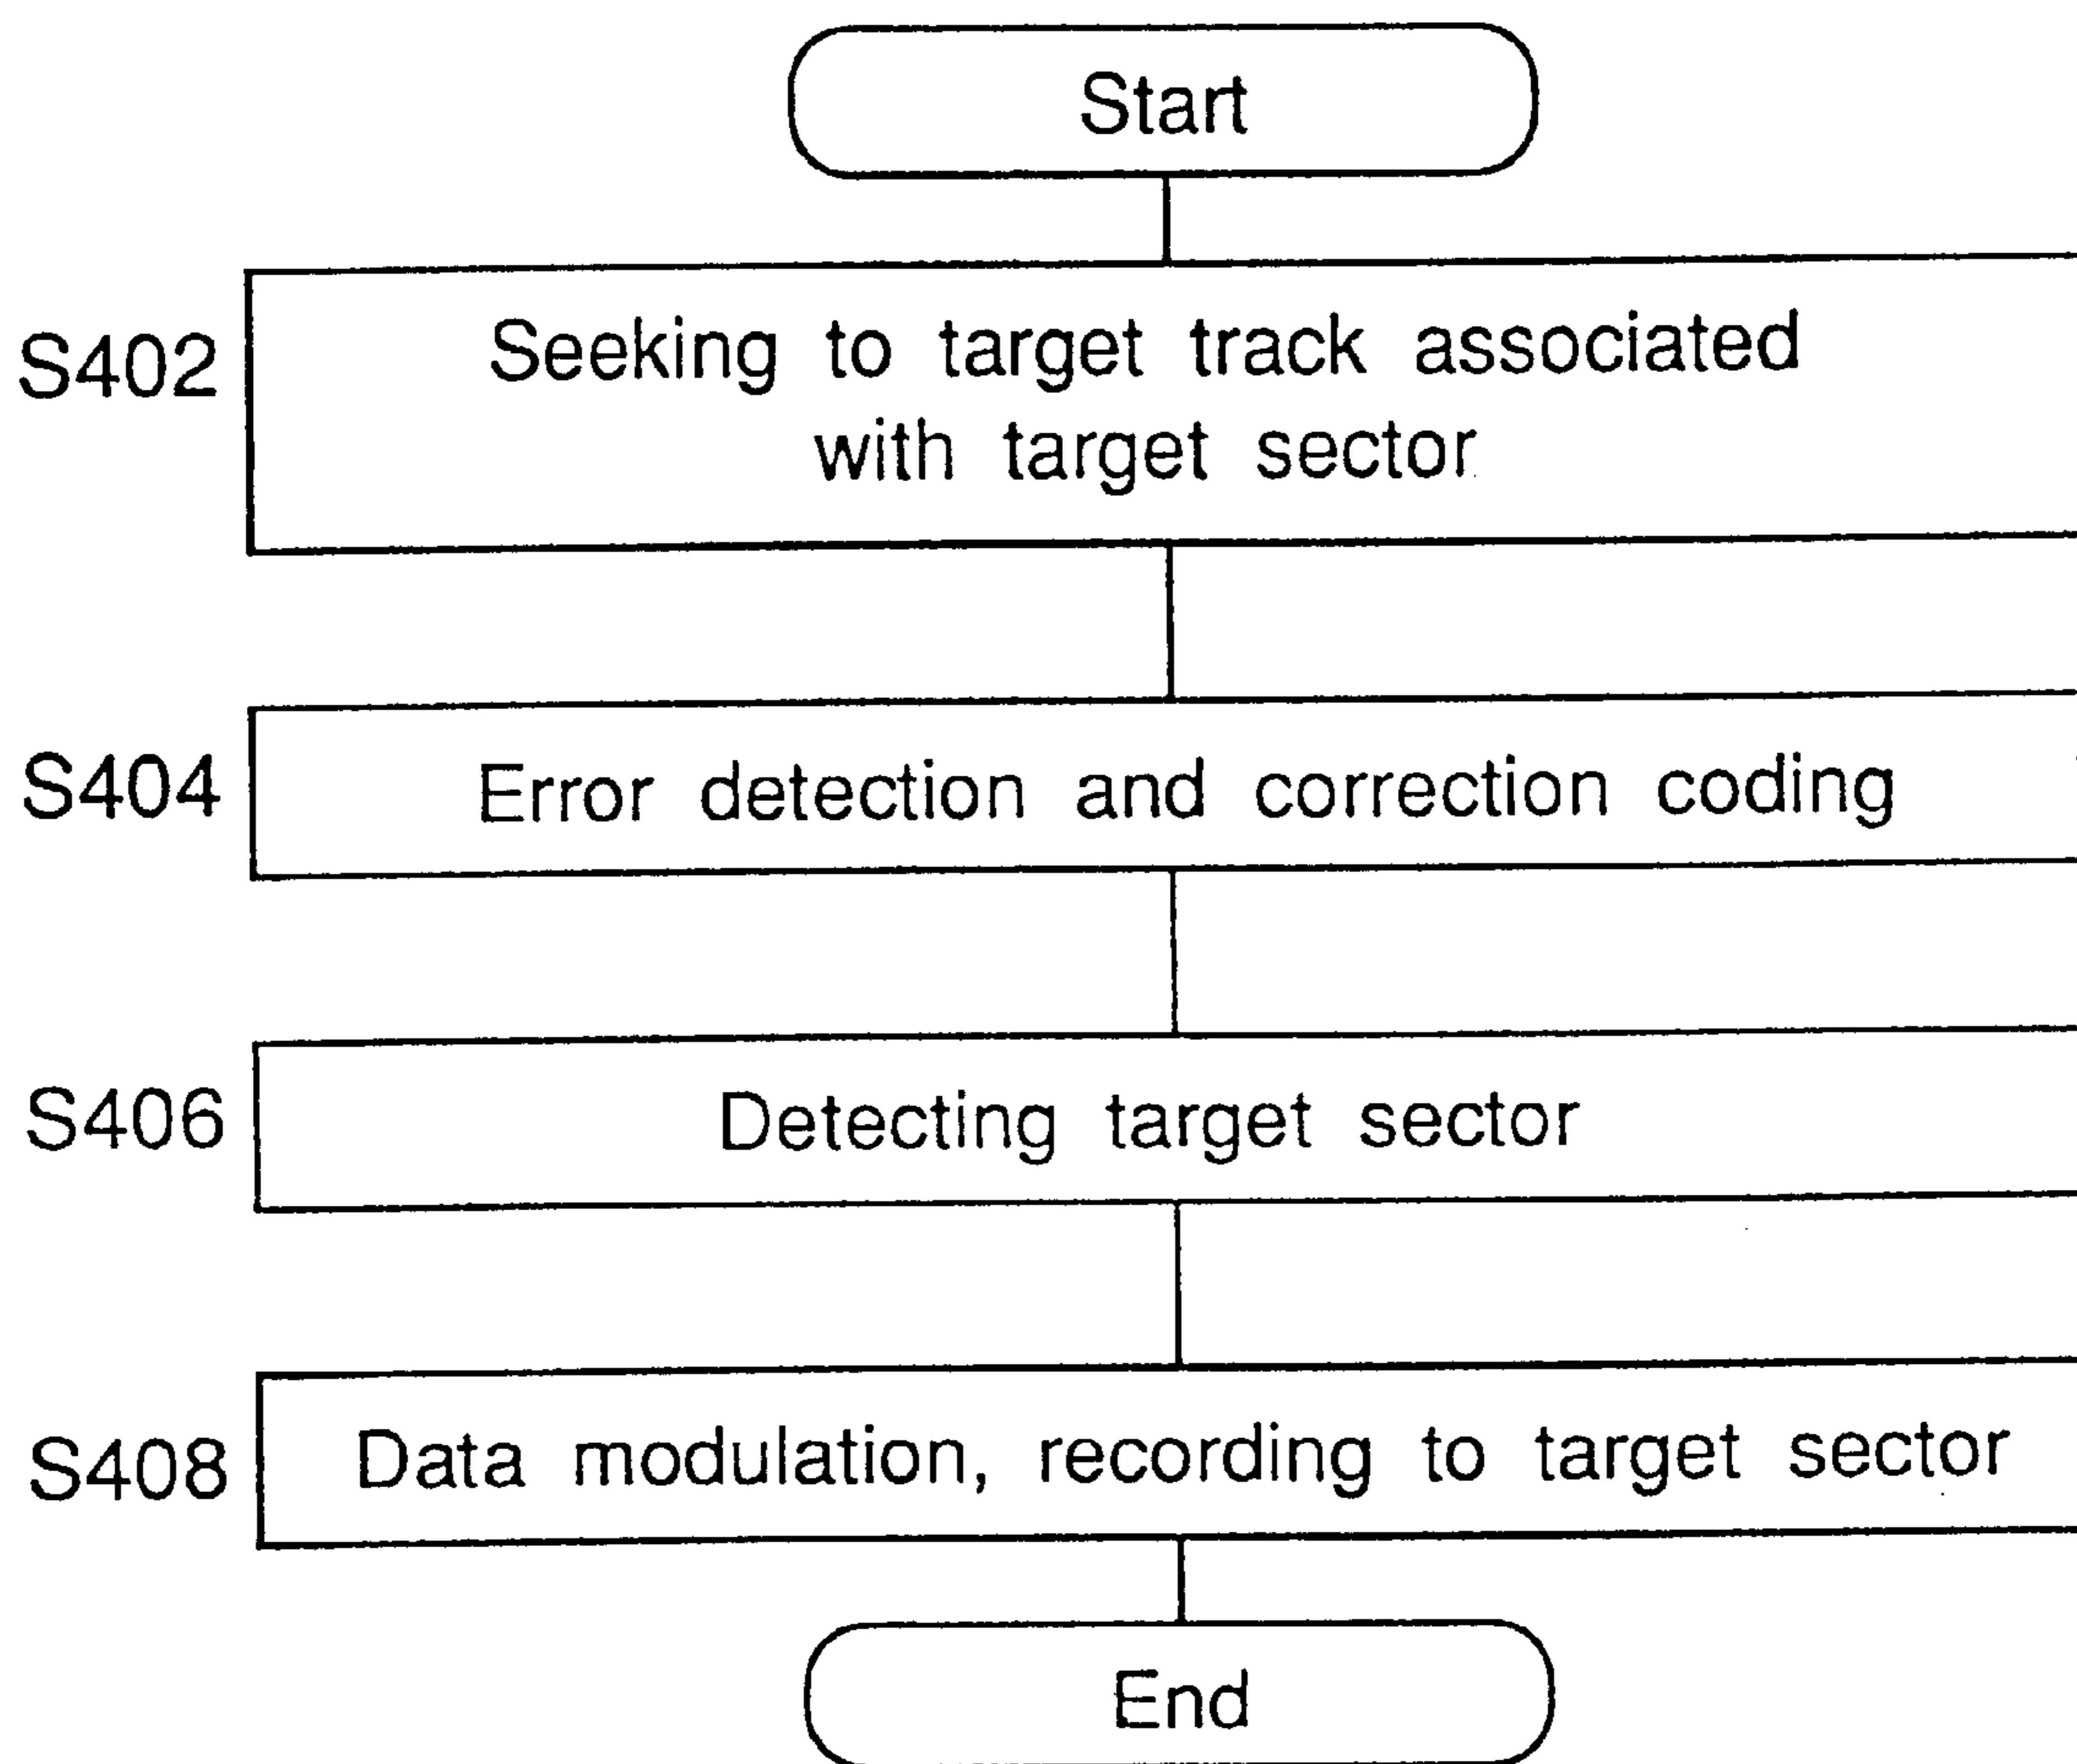 Start
S402
Seeking to target track associated
with target sector
S404
Error detection and correction coding
S406
Detecting target sector
S408
Data modulation, recording to target sector
End